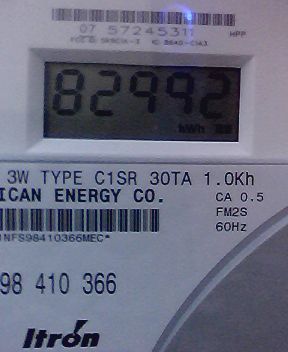 07 57245311 HPP
82992
kWh
3W TYPE C1SR 30TA 1.0Kh
ICAN ENERGY CO.
CA 0.5
FM2S
60Hz
NFS98410366MEC*
98 410 366
Itron